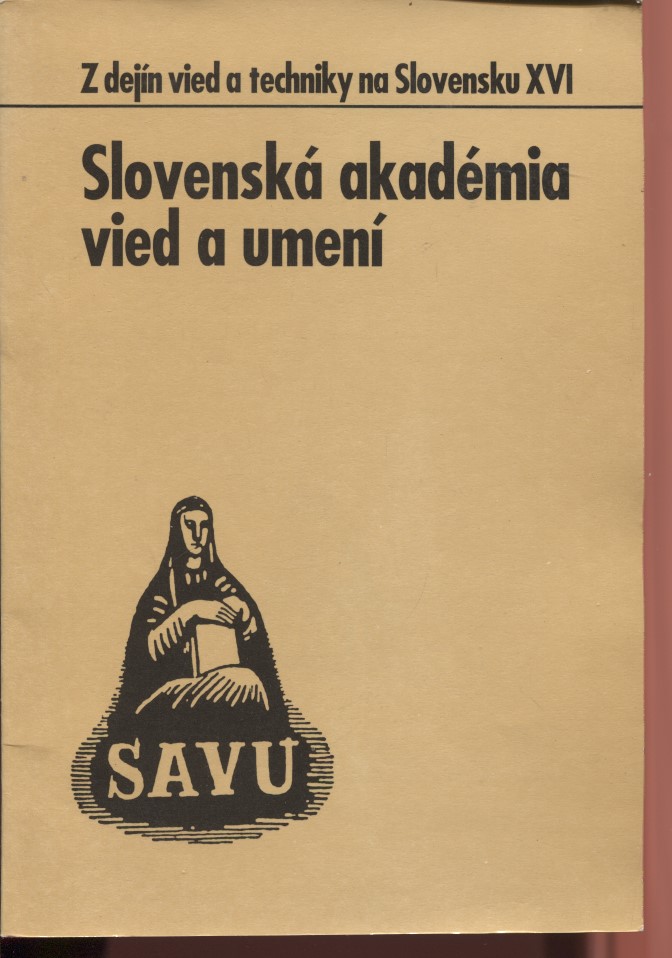 Z dejín vied a techniky na Slovensku XVI
Slovenská akadémia
vied a umení
SAVU